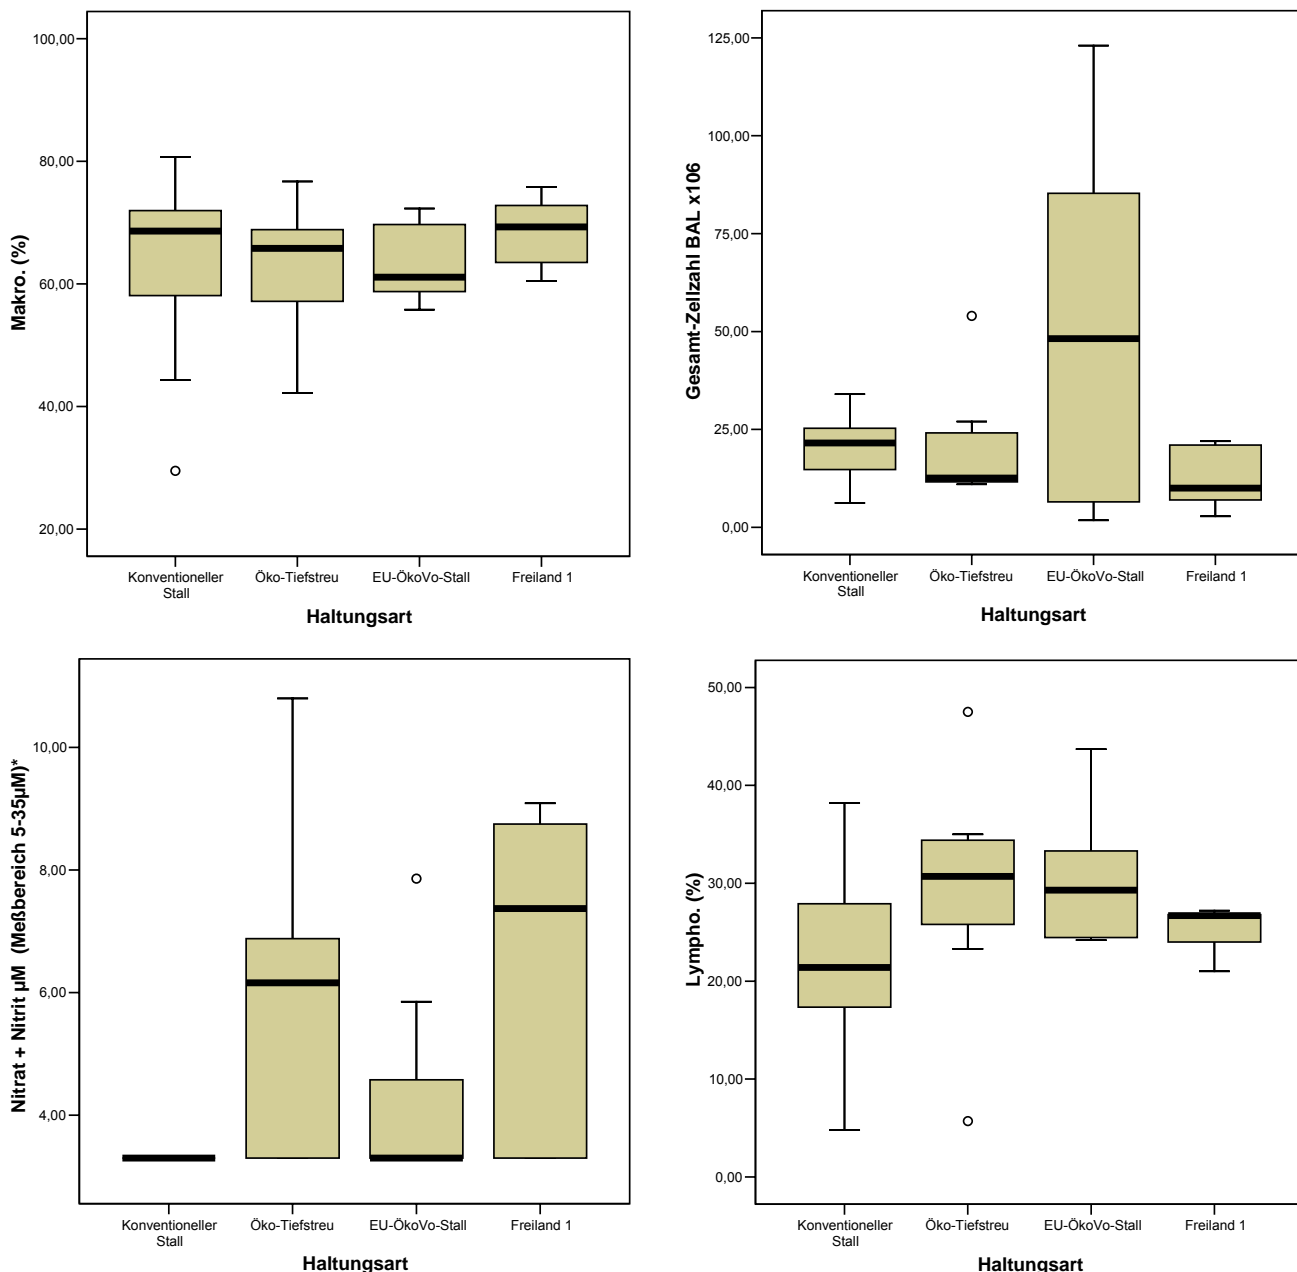 100,00
80,00
60,00
40,00
20,00
Makro. (%)
Konventioneller
Stall
Öko-Tiefstreu
EU-ÖkoVo-Stall
Freiland 1
Haltungsart
125,00
100,00
75,00
50,00
25,00
0,00
Gesamt-Zellzahl BAL x106
Konventioneller
Stall
Öko-Tiefstreu
EU-ÖkoVo-Stall
Freiland 1
Haltungsart
10,00
8,00
6,00
4,00
Nitrat + Nitrit µM (Meßbereich 5-35µM)*
Konventioneller
Stall
Öko-Tiefstreu
EU-ÖkoVo-Stall
Freiland 1
Haltungsart
50,00
40,00
30,00
20,00
10,00
0,00
Lympho. (%)
Konventioneller
Stall
Öko-Tiefstreu
EU-ÖkoVo-Stall
Freiland 1
Haltungsart